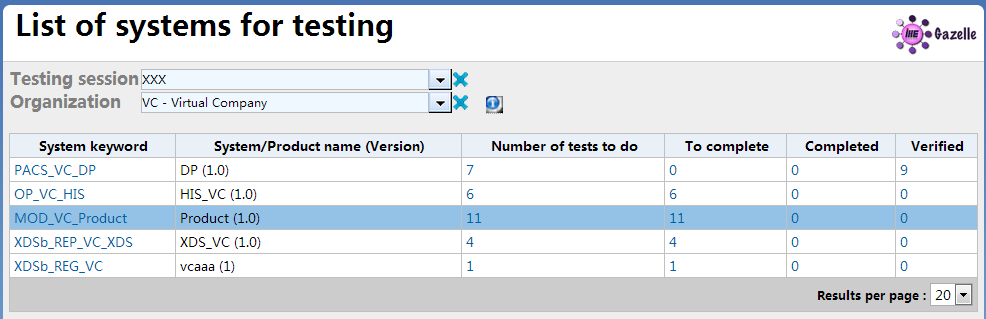 List of systems for testing
IHE Gazelle
Testing session XXX
Organization VC - Virtual Company
System keyword System/Product name (Version) Number of tests to do To complete Completed Verified
PACS_VC_DP DP (1.0) 7 0 0 9
OP_VC_HIS HIS_VC (1.0) 6 6 0 0
MOD_VC_Product Product (1.0) 11 11 0 0
XDSb_REP_VC_XDS XDS_VC (1.0) 4 4 0 0
XDSb_REG_VC vcaaa (1) 1 1 0 0
Results per page : 20